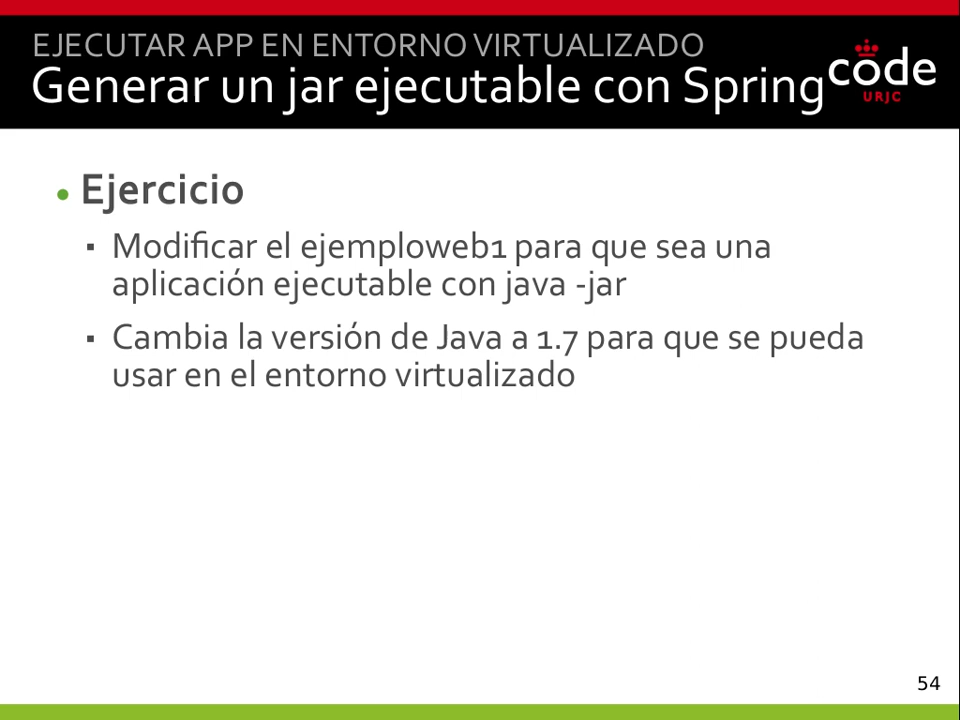 EJECUTAR APP EN ENTORNO VIRTUALIZADO
Generar un jar ejecutable con Spring
code
URJC
• Ejercicio
▪ Modificar el ejemploweb1 para que sea una
aplicación ejecutable con java -jar
▪ Cambia la versión de Java a 1.7 para que se pueda
usar en el entorno virtualizado
54